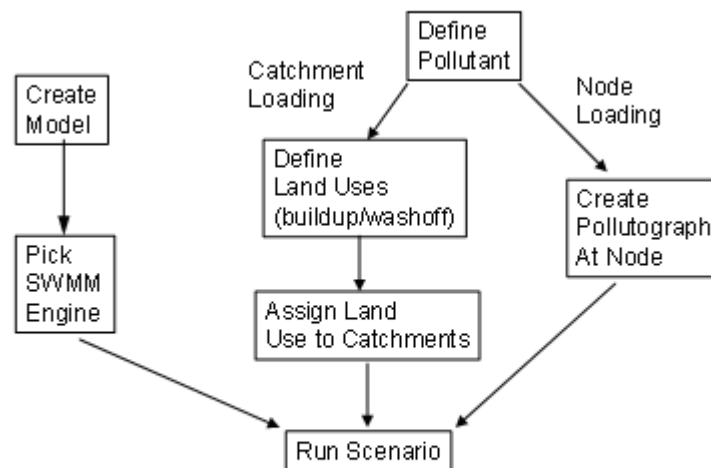 Define
Pollutant
Catchment
Loading
Node
Loading
Create
Model
Define
Land Uses
(buildup/washoff)
Create
Pollutograph
At Node
Pick
SWMM
Engine
Assign Land
Use to Catchments
Run Scenario